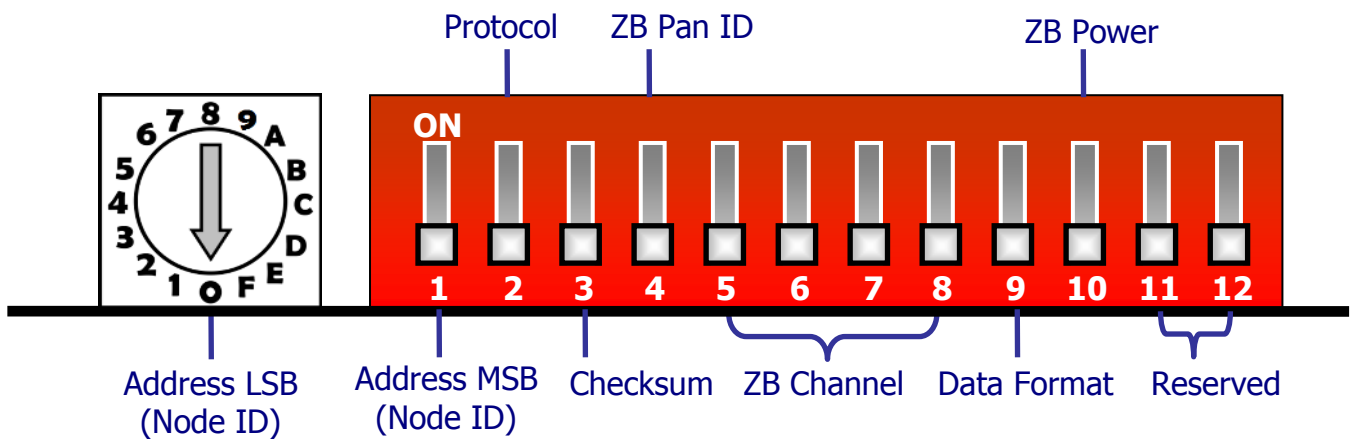 Protocol ZB Pan ID ZB Power
ON
8
7 9
6 A
5 B
4 C
3 D
2 E
1 0 F
1 2 3 4 5 6 7 8 9 10 11 12
Address LSB
(Node ID)
Address MSB
(Node ID)
Checksum
ZB Channel
Data Format
Reserved